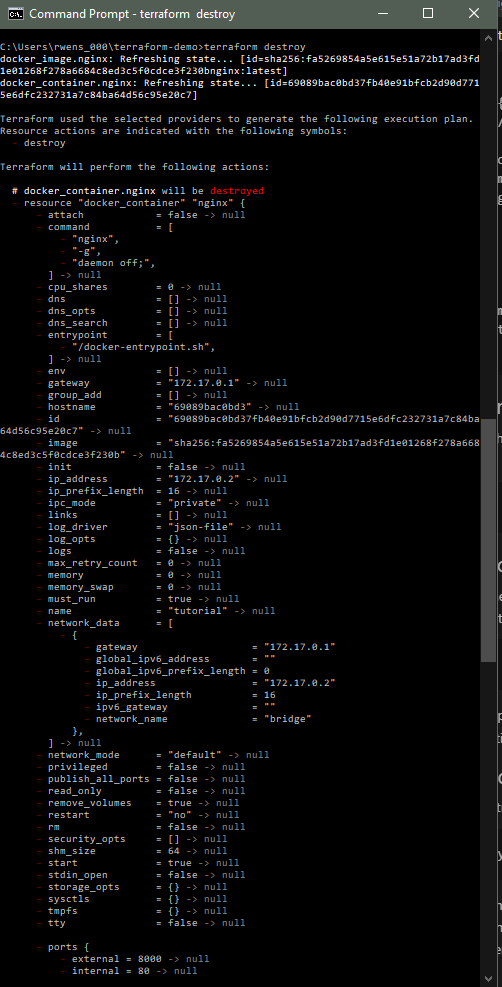 Command Prompt - terraform destroy
C:\Users\rwens_000\terraform-demo>terraform destroy
docker_image.nginx: Refreshing state... [id=sha256:fa5269854a5e615e51a72b17ad3fd
1e01268f278a6684c8ed3c5f0cdce3f230bnginx:latest]
docker_container.nginx: Refreshing state... [id=69089bac0bd37fb40e91bfcb2d90d771
5e6dfc232731a7c84ba64d56c95e20c7]
Terraform used the selected providers to generate the following execution plan.
Resource actions are indicated with the following symbols:
- destroy
Terraform will perform the following actions:
# docker_container.nginx will be destroyed
- resource "docker_container" "nginx" {
- attach = false -> null
- command = [
- "nginx",
- "-g",
- "daemon off;",
] -> null
- cpu_shares = 0 -> null
- dns = [] -> null
- dns_opts = [] -> null
- dns_search = [] -> null
- entrypoint = [
- "/docker-entrypoint.sh",
] -> null
- env = [] -> null
- gateway = "172.17.0.1" -> null
- group_add = [] -> null
- hostname = "69089bac0bd3" -> null
- id = "69089bac0bd37fb40e91bfcb2d90d7715e6dfc232731a7c84ba
64d56c95e20c7" -> null
- image = "sha256:fa5269854a5e615e51a72b17ad3fd1e01268f278a668
4c8ed3c5f0cdce3f230b" -> null
- init = false -> null
- ip_address = "172.17.0.2" -> null
- ip_prefix_length = 16 -> null
- ipc_mode = "private" -> null
- links = [] -> null
- log_driver = "json-file" -> null
- log_opts = {} -> null
- logs = false -> null
- max_retry_count = 0 -> null
- memory = 0 -> null
- memory_swap = 0 -> null
- must_run = true -> null
- name = "tutorial" -> null
- network_data = [
- {
- gateway = "172.17.0.1"
- global_ipv6_address = ""
- global_ipv6_prefix_length = 0
- ip_address = "172.17.0.2"
- ip_prefix_length = 16
- ipv6_gateway = ""
- network_name = "bridge"
},
] -> null
- network_mode = "default" -> null
- privileged = false -> null
- publish_all_ports = false -> null
- read_only = false -> null
- remove_volumes = true -> null
- restart = "no" -> null
- rm = false -> null
- security_opts = [] -> null
- shm_size = 64 -> null
- start = true -> null
- stdin_open = false -> null
- storage_opts = {} -> null
- sysctls = {} -> null
- tmpfs = {} -> null
- tty = false -> null
- ports {
- external = 8000 -> null
- internal = 80 -> null